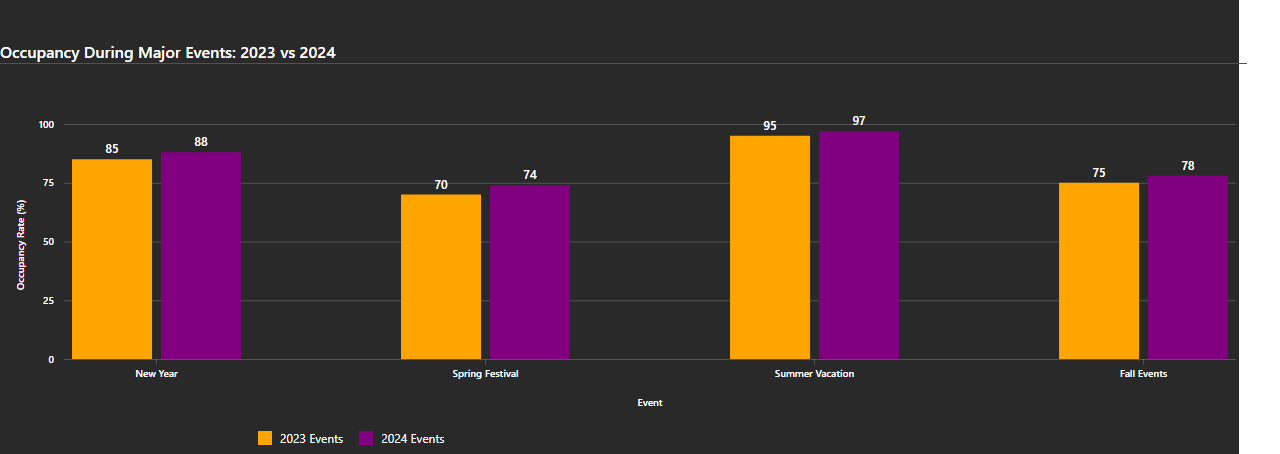 Occupancy During Major Events: 2023 vs 2024
100
75
50
25
0
Occupancy Rate (%)
85 88 70 74 95 97 75 78
New Year Spring Festival Summer Vacation Fall Events
Event
2023 Events 2024 Events